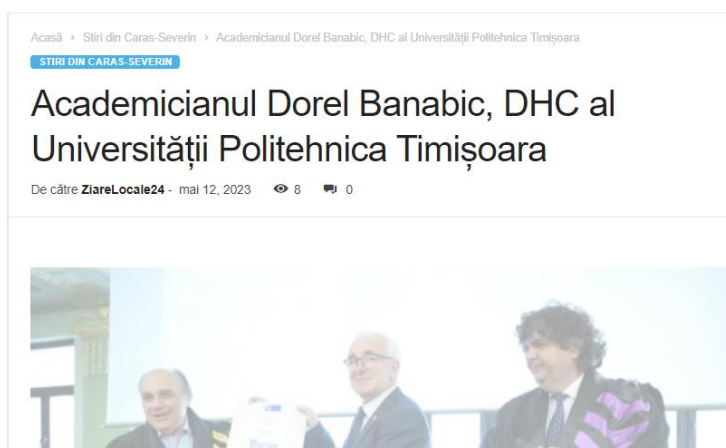 Acasă › Stiri din Caras-Severin › Academicianul Dorel Banabic, DHC al Universității Politehnica Timișoara
STIRI DIN CARAS-SEVERIN
Academicianul Dorel Banabic, DHC al
Universității Politehnica Timișoara
De către ZiareLocale24 - mai 12, 2023 8 0